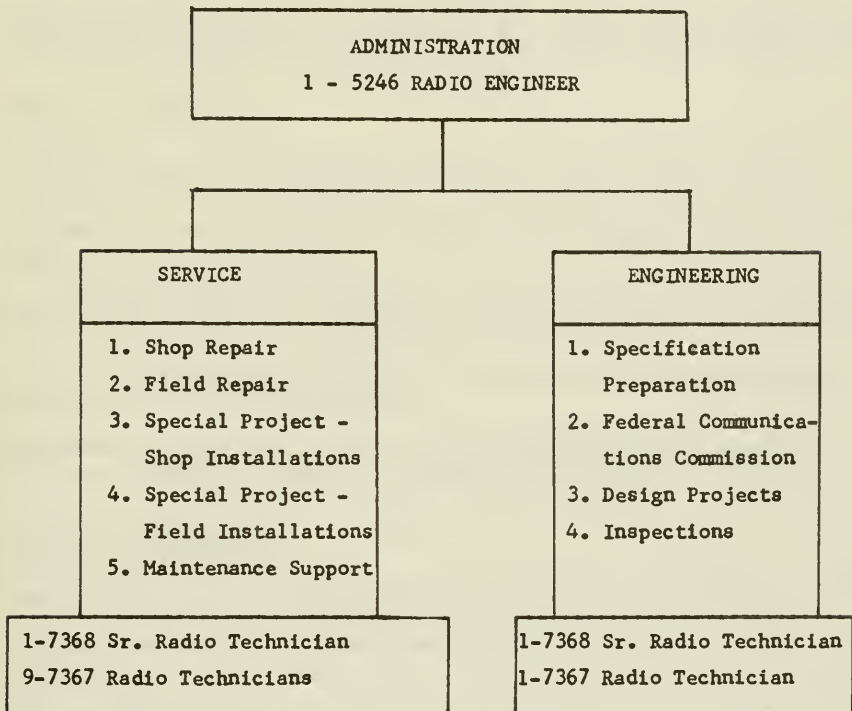 ADMINISTRATION
1 - 5246 RADIO ENGINEER
SERVICE
1. Shop Repair
2. Field Repair
3. Special Project -
Shop Installations
4. Special Project -
Field Installations
5. Maintenance Support
1-7368 Sr. Radio Technician
9-7367 Radio Technicians
ENGINEERING
1. Specification
Preparation
2. Federal Communica-
tions Commission
3. Design Projects
4. Inspections
1-7368 Sr. Radio Technician
1-7367 Radio Technician